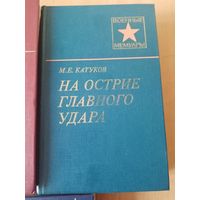 ВОЕННЫЕ
МЕМУАРЫ
М.Е. КАТУКОВ
НА ОСТРИЕ
ГЛАВНОГО
УДАРА